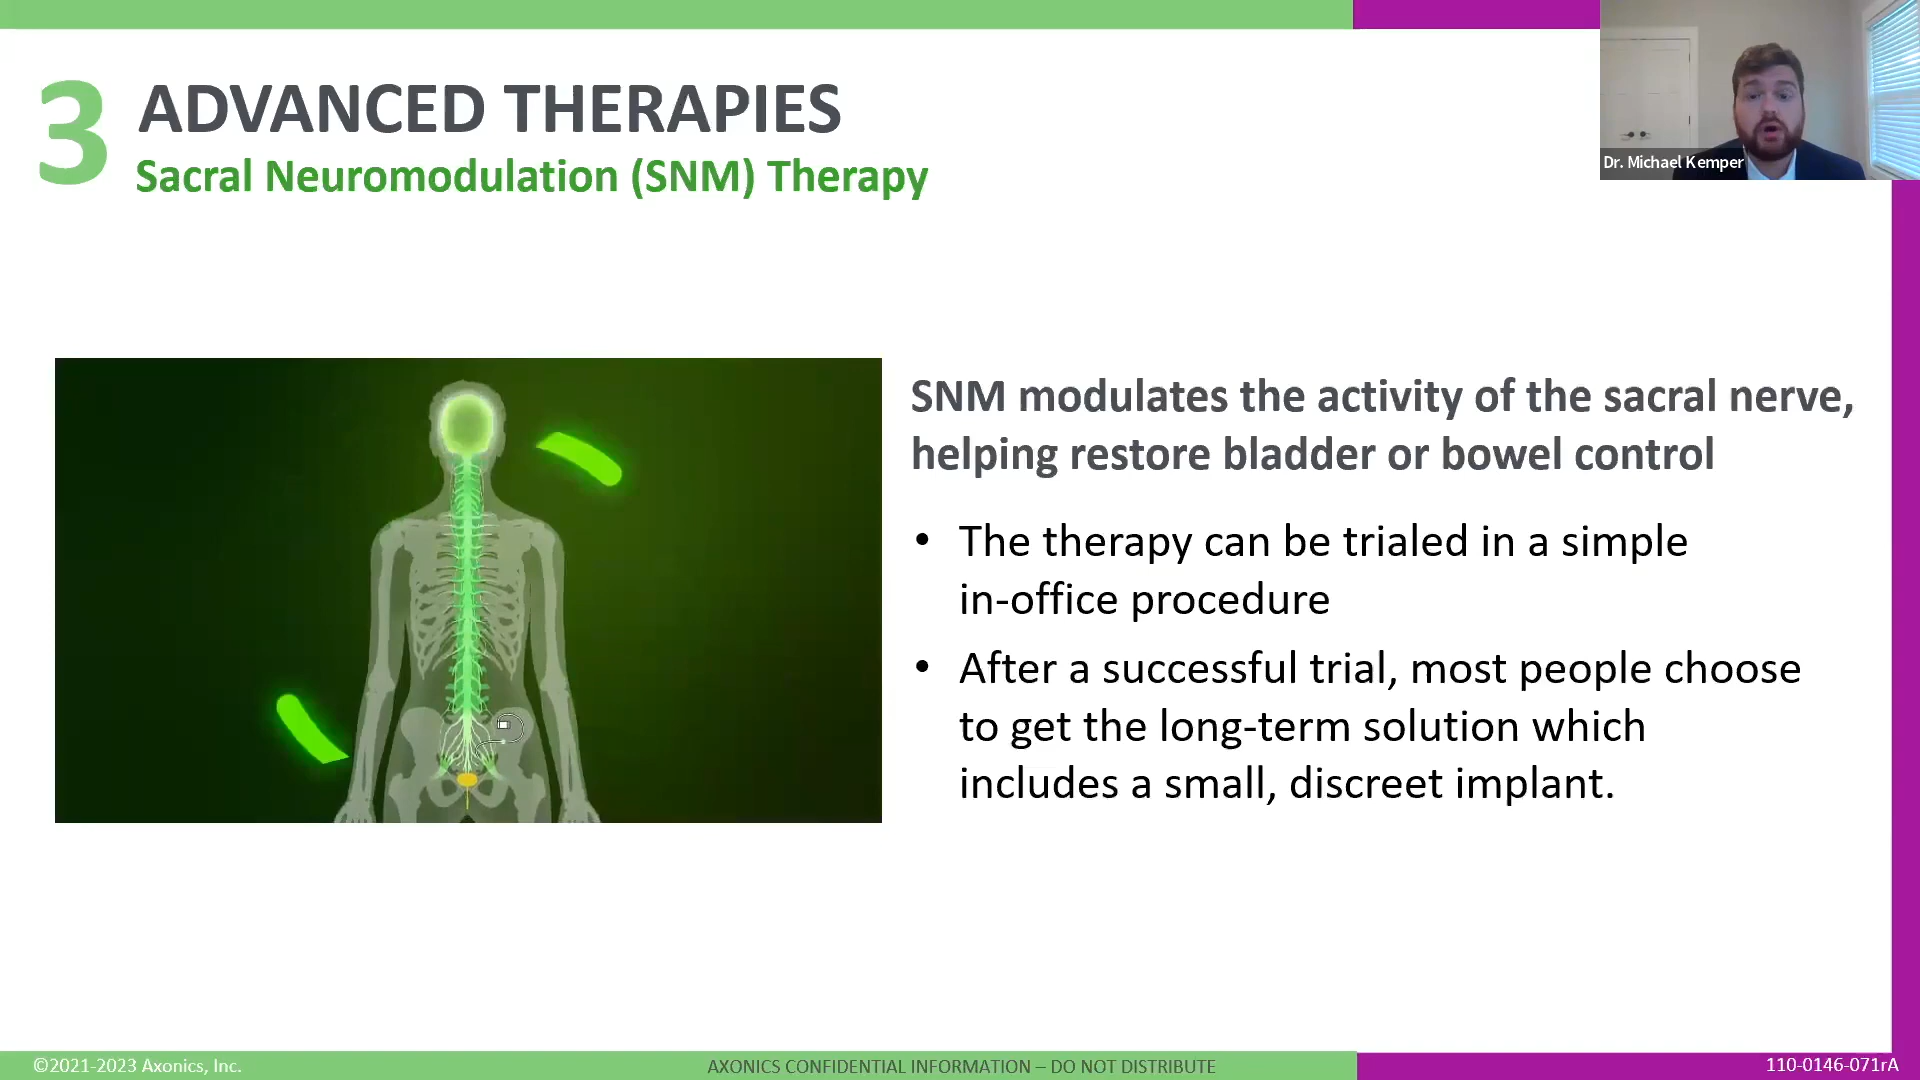 3
ADVANCED THERAPIES
Sacral Neuromodulation (SNM) Therapy
Dr. Michael Kemper
SNM modulates the activity of the sacral nerve,
helping restore bladder or bowel control
• The therapy can be trialed in a simple
in-office procedure
• After a successful trial, most people choose
to get the long-term solution which
includes a small, discreet implant.
©2021-2023 Axonics, Inc.
AXONICS CONFIDENTIAL INFORMATION – DO NOT DISTRIBUTE
110-0146-071rA